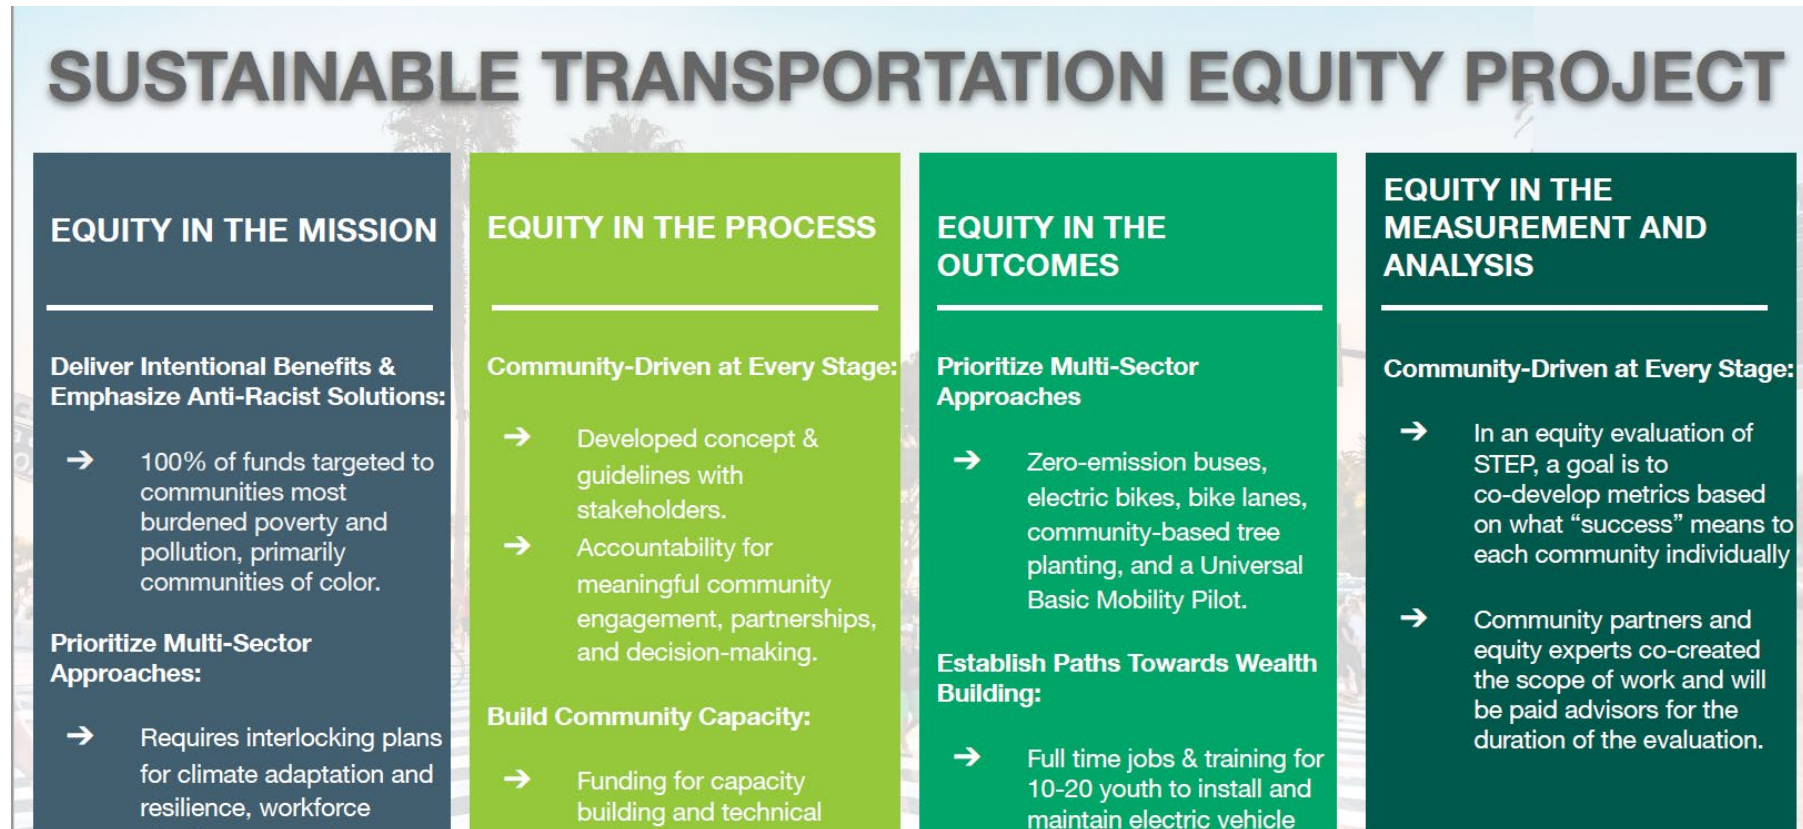 SUSTAINABLE TRANSPORTATION EQUITY PROJECT
EQUITY IN THE MISSION
Deliver Intentional Benefits &
Emphasize Anti-Racist Solutions:
➔ 100% of funds targeted to
communities most
burdened poverty and
pollution, primarily
communities of color.
Prioritize Multi-Sector
Approaches:
➔ Requires interlocking plans
for climate adaptation and
resilience, workforce
EQUITY IN THE PROCESS
Community-Driven at Every Stage:
➔ Developed concept &
guidelines with
stakeholders.
➔ Accountability for
meaningful community
engagement, partnerships,
and decision-making.
Build Community Capacity:
➔ Funding for capacity
building and technical
EQUITY IN THE
OUTCOMES
Prioritize Multi-Sector
Approaches
➔ Zero-emission buses,
electric bikes, bike lanes,
community-based tree
planting, and a Universal
Basic Mobility Pilot.
Establish Paths Towards Wealth
Building:
➔ Full time jobs & training for
10-20 youth to install and
maintain electric vehicle
EQUITY IN THE
MEASUREMENT AND
ANALYSIS
Community-Driven at Every Stage:
➔ In an equity evaluation of
STEP, a goal is to
co-develop metrics based
on what “success” means to
each community individually
➔ Community partners and
equity experts co-created
the scope of work and will
be paid advisors for the
duration of the evaluation.